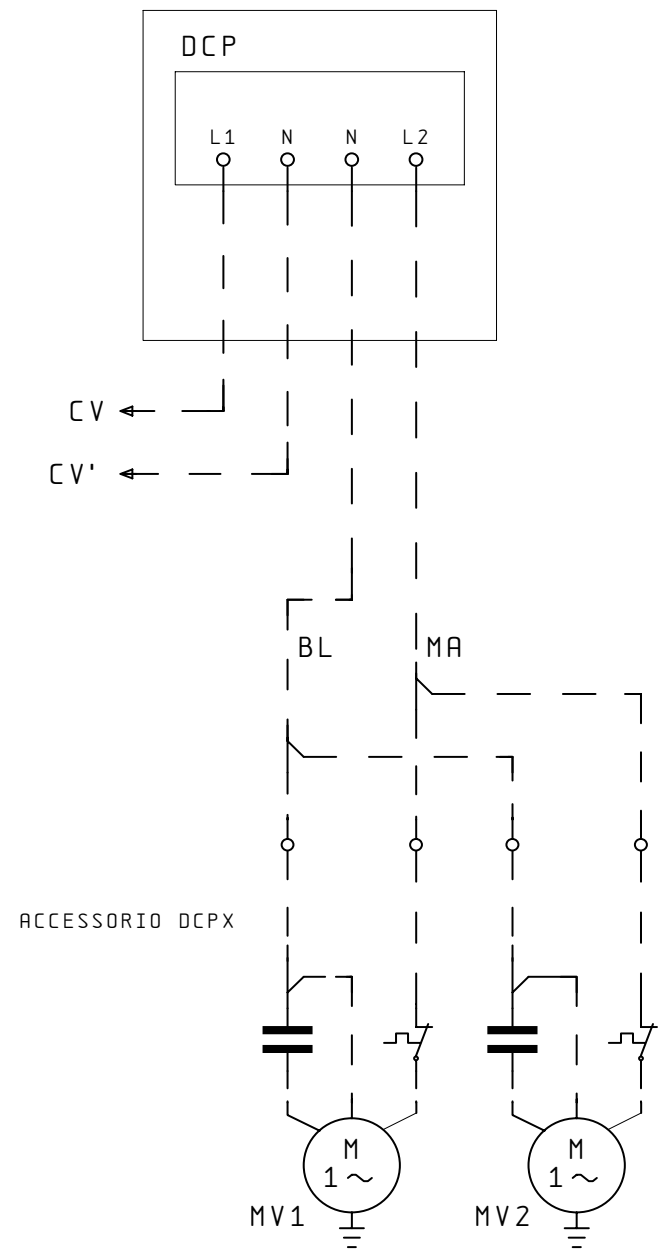 DCP
L1 N N L2
CV
CV'
BL MA
ACCESSORIO DCPX
M M
1~ 1~
MV1 MV2